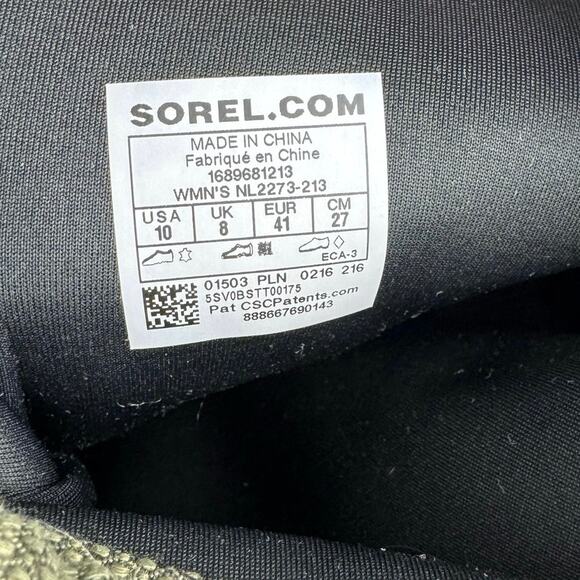 SOREL.COM
MADE IN CHINA
Fabriqué en Chine
1689681213
WMN'S NL2273-213
USA UK EUR CM
10 8 41 27
ECA-3
01503 PLN 0216 216
5SV0BSTT00175
Pat CSCPatents.com
888667690143